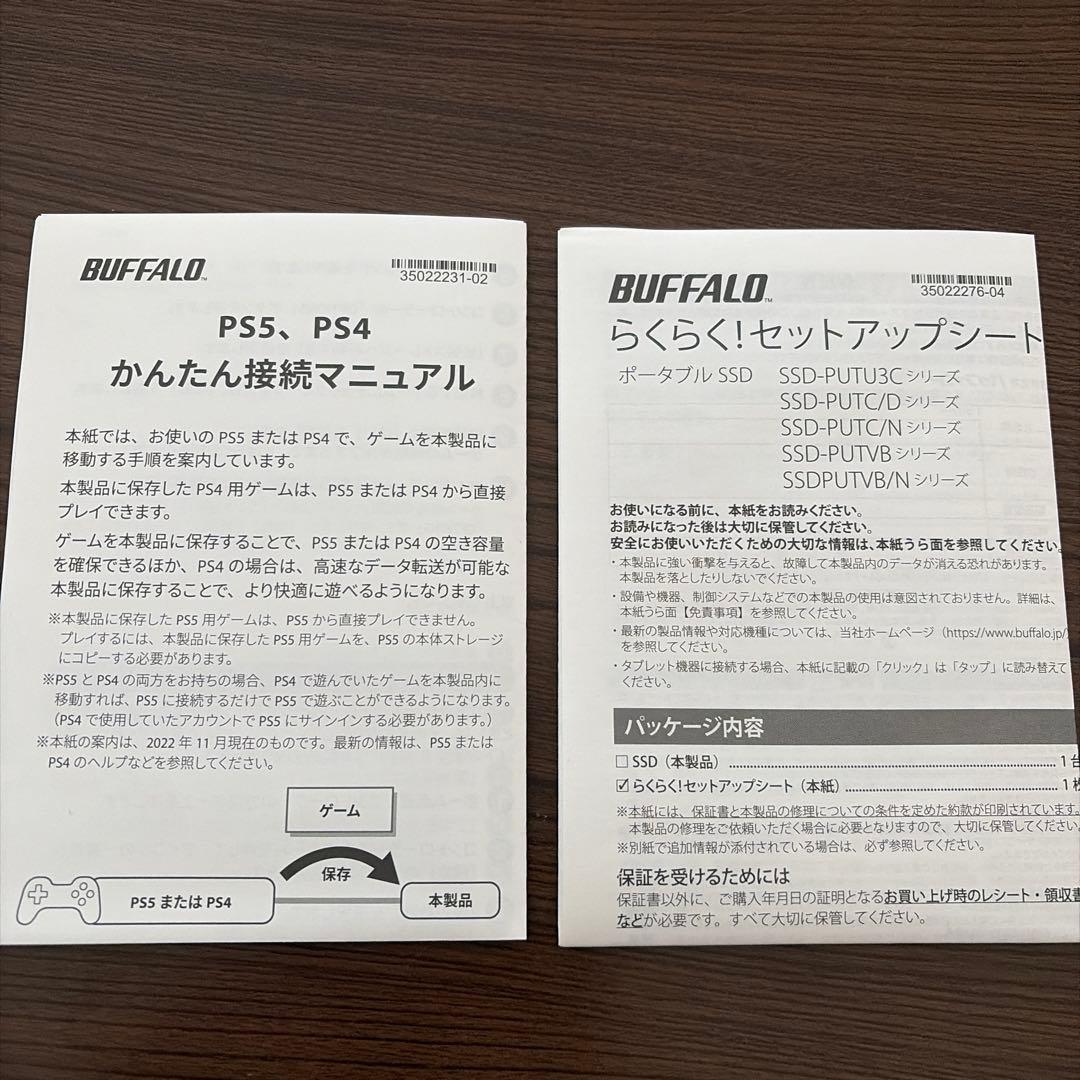 BUFFALO™
35022231-02
PS5、PS4
かんたん接続マニュアル
本紙では、お使いの PS5 または PS4 で、ゲームを本製品に
移動する手順を案内しています。
本製品に保存した PS4 用ゲームは、PS5 または PS4 から直接
プレイできます。
ゲームを本製品に保存することで、PS5 または PS4 の空き容量
を確保できるほか、PS4 の場合は、高速なデータ転送が可能な
本製品に保存することで、より快適に遊べるようになります。
※本製品に保存した PS5 用ゲームは、PS5 から直接プレイできません。
プレイするには、本製品に保存した PS5 用ゲームを、PS5 の本体ストレージ
にコピーする必要があります。
※PS5 と PS4 の両方をお持ちの場合、PS4 で遊んでいたゲームを本製品内に
移動すれば、PS5 に接続するだけで PS5 で遊ぶことができるようになります。
（PS4 で使用していたアカウントで PS5 にサインインする必要があります。）
※本紙の案内は、2022 年 11 月現在のものです。最新の情報は、PS5 または
PS4 のヘルプなどを参照してください。
ゲーム
保存
PS5 または PS4
本製品
BUFFALO™
35022276-04
らくらく！セットアップシート
ポータブル SSD SSD-PUTU3C シリーズ
SSD-PUTC/D シリーズ
SSD-PUTC/N シリーズ
SSD-PUTVB シリーズ
SSDPUTVB/N シリーズ
お使いになる前に、本紙をお読みください。
お読みになった後は大切に保管してください。
安全にお使いいただくための大切な情報は、本紙うら面を参照してください。
・本製品に強い衝撃を与えると、故障して本製品内のデータが消える恐れがあります。
本製品を落としたりしないでください。
・設備や機器、制御システムなどでの本製品の使用は意図されておりません。詳細は、
本紙うら面【免責事項】を参照してください。
・最新の製品情報や対応機種については、当社ホームページ（https://www.buffalo.jp/
を参照してください。
・タブレット機器に接続する場合、本紙に記載の「クリック」は「タップ」に読み替えて
ください。
パッケージ内容
□ SSD（本製品）................................................ 1 台
☑ らくらく！セットアップシート（本紙）................................ 1 枚
※本紙には、保証書と本製品の修理についての条件を定めた約款が印刷されています。
本製品の修理をご依頼いただく場合に必要となりますので、大切に保管してください。
※別紙で追加情報が添付されている場合は、必ず参照してください。
保証を受けるためには
保証書以外に、ご購入年月日の証明となるお買い上げ時のレシート・領収書
などが必要です。すべて大切に保管してください。